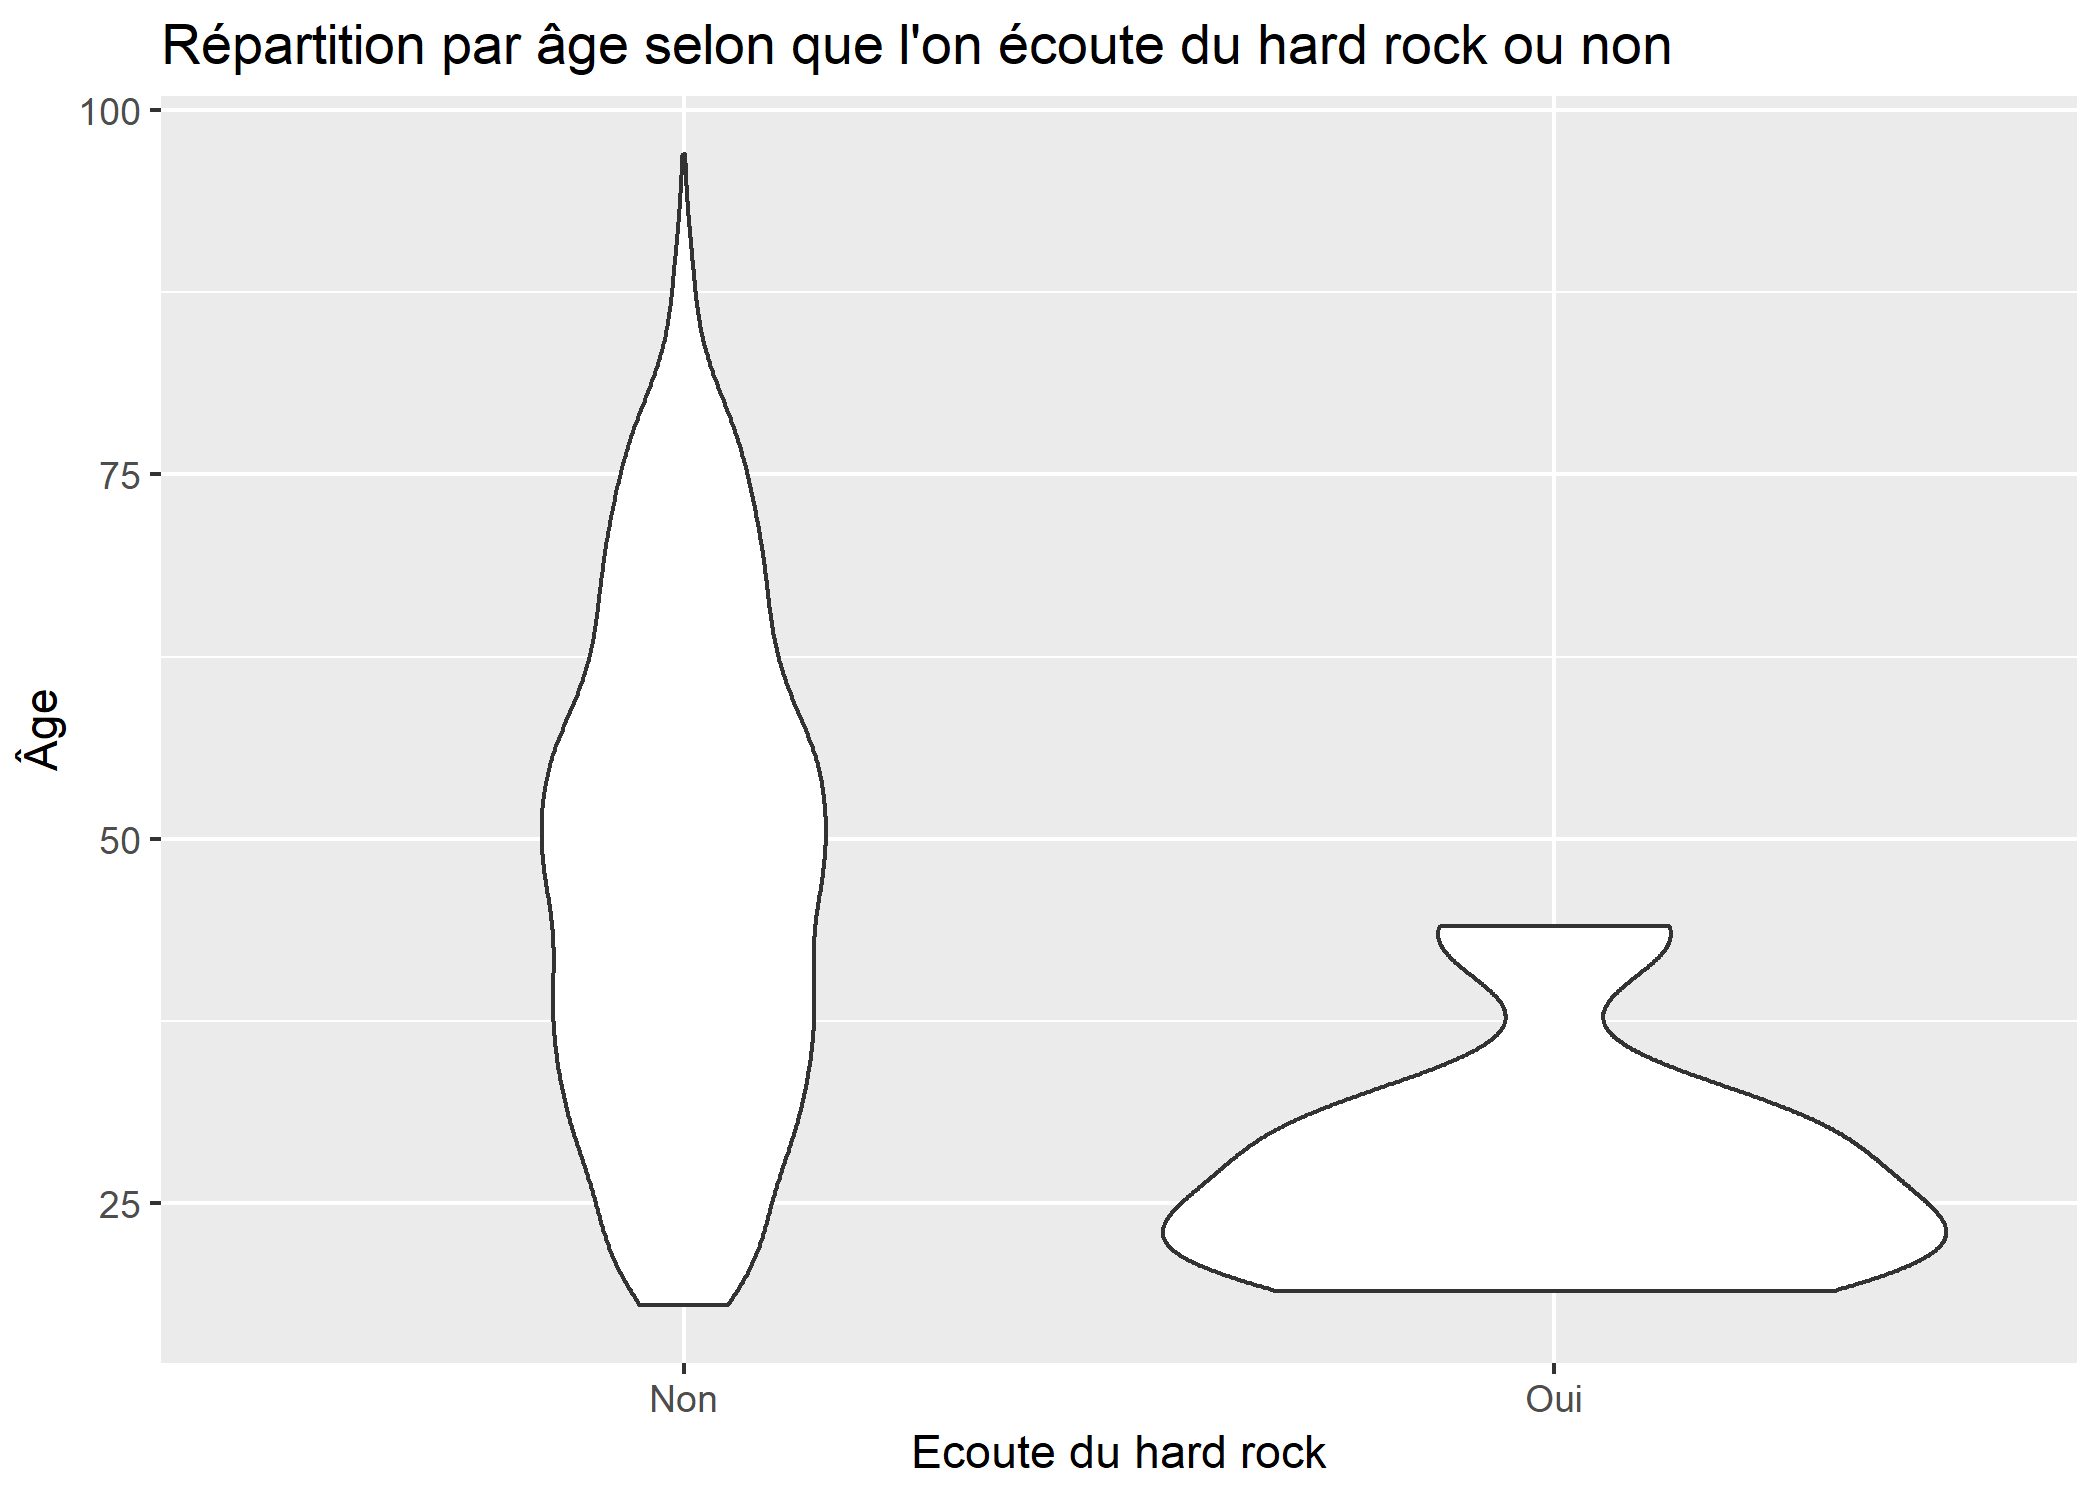 Répartition par âge selon que l'on écoute du hard rock ou non
100
75
50
25
Âge
Non
Oui
Ecoute du hard rock